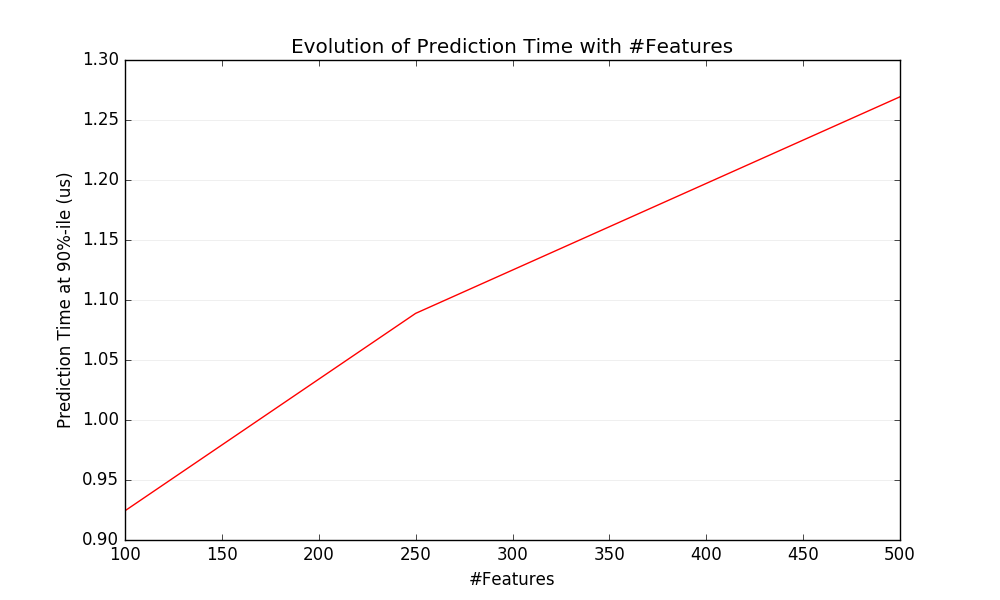 Evolution of Prediction Time with #Features
Prediction Time at 90%-ile (us)
1.30
1.25
1.20
1.15
1.10
1.05
1.00
0.95
0.90
100 150 200 250 300 350 400 450 500
#Features